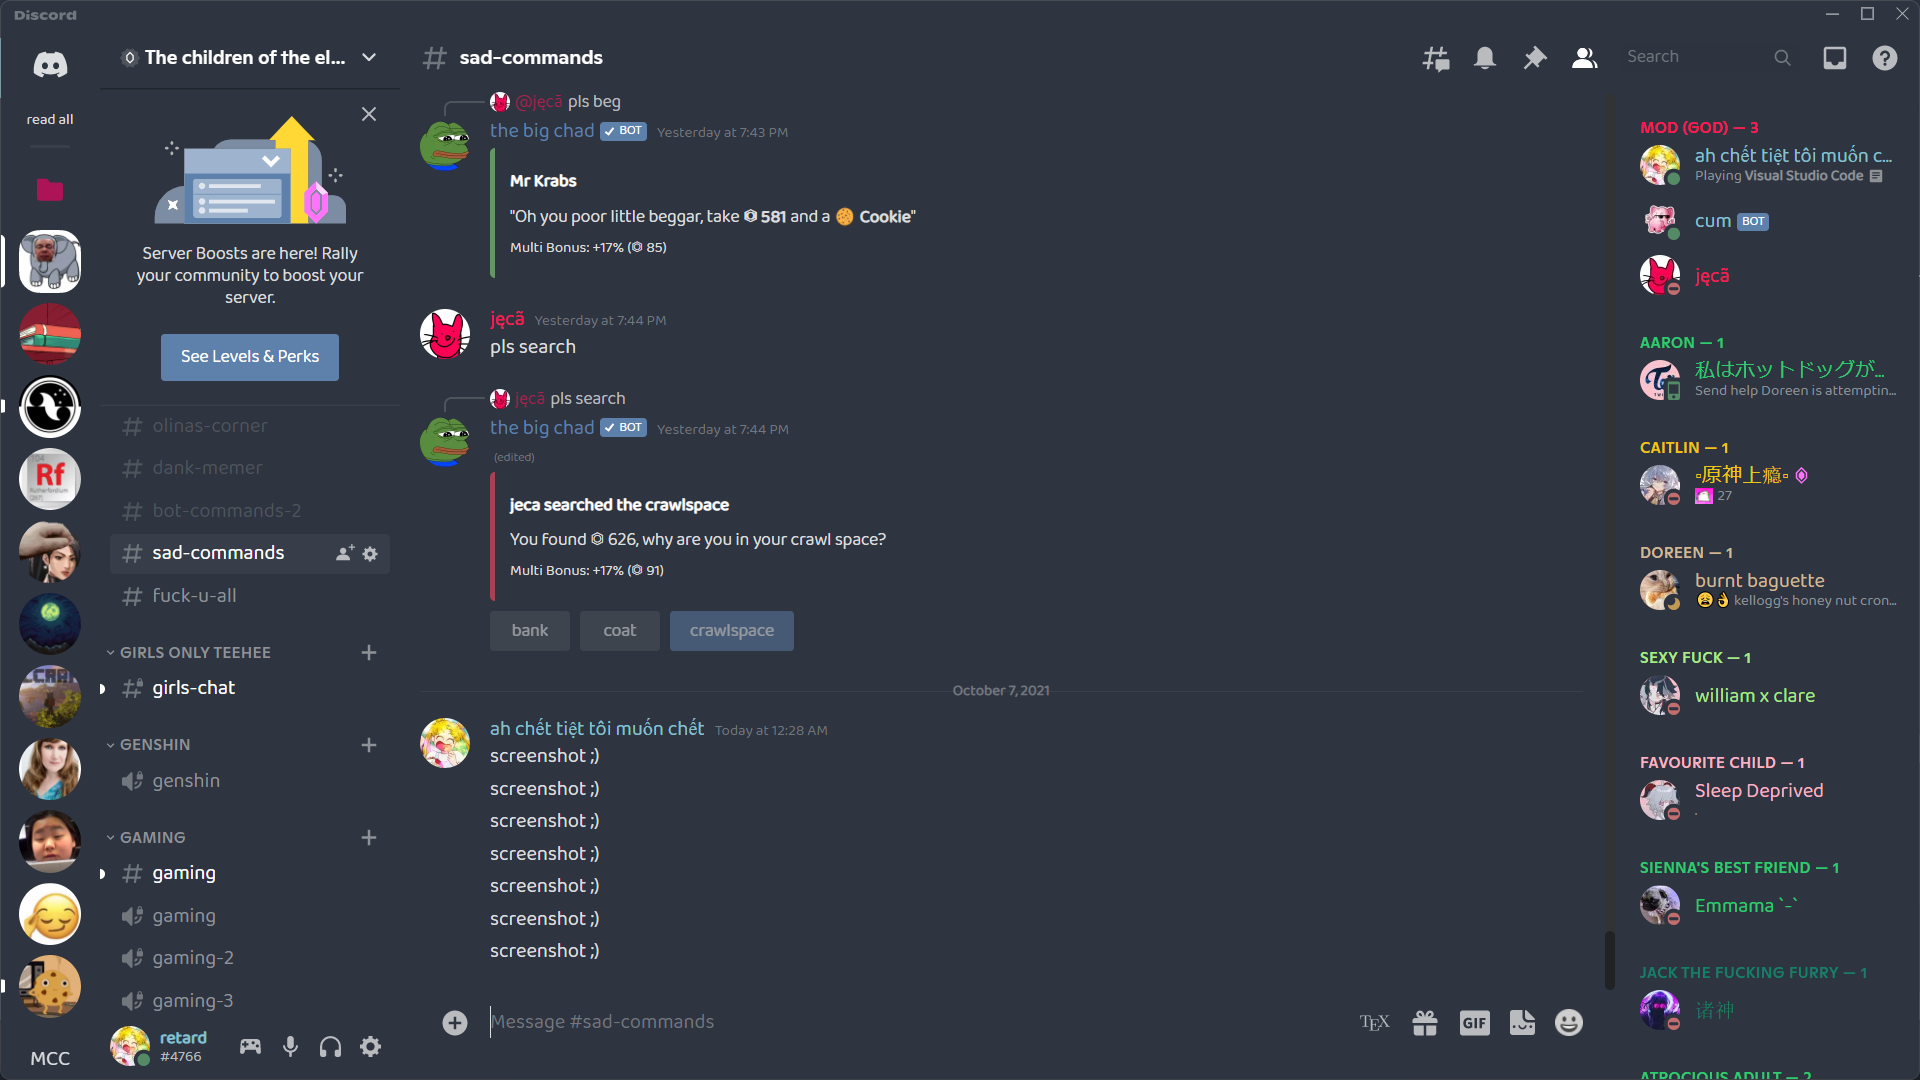 Discord
The children of the el...
sad-commands
Search
read all
Server Boosts are here! Rally
your community to boost your
server.
See Levels & Perks
olinas-corner
dank-memer
bot-commands-2
sad-commands
fuck-u-all
GIRLS ONLY TEEHEE
girls-chat
GENSHIN
genshin
GAMING
gaming
gaming
gaming-2
gaming-3
Rf
MCC
retard
#4766
@jęcã pls beg
the big chad BOT Yesterday at 7:43 PM
Mr Krabs
"Oh you poor little beggar, take 581 and a 🍪 Cookie"
Multi Bonus: +17% (85)
jęcã Yesterday at 7:44 PM
pls search
jęcã pls search
the big chad BOT Yesterday at 7:44 PM
(edited)
jeca searched the crawlspace
You found 626, why are you in your crawl space?
Multi Bonus: +17% (91)
bank coat crawlspace
October 7, 2021
ah chết tiệt tôi muốn chết Today at 12:28 AM
screenshot ;)
screenshot ;)
screenshot ;)
screenshot ;)
screenshot ;)
screenshot ;)
screenshot ;)
Message #sad-commands
TEX
GIF
MOD (GOD) — 3
ah chết tiệt tôi muốn c...
Playing Visual Studio Code
cum BOT
jęcã
AARON — 1
私はホットドッグが...
Send help Doreen is attemptin...
CAITLIN — 1
▫原神上瘾▫
27
DOREEN — 1
burnt baguette
😩👌 kellogg's honey nut cron...
SEXY FUCK — 1
william x clare
FAVOURITE CHILD — 1
Sleep Deprived
.
SIENNA'S BEST FRIEND — 1
Emmama `-`
JACK THE FUCKING FURRY — 1
诸神
ATROCIOUS ADULT — 2